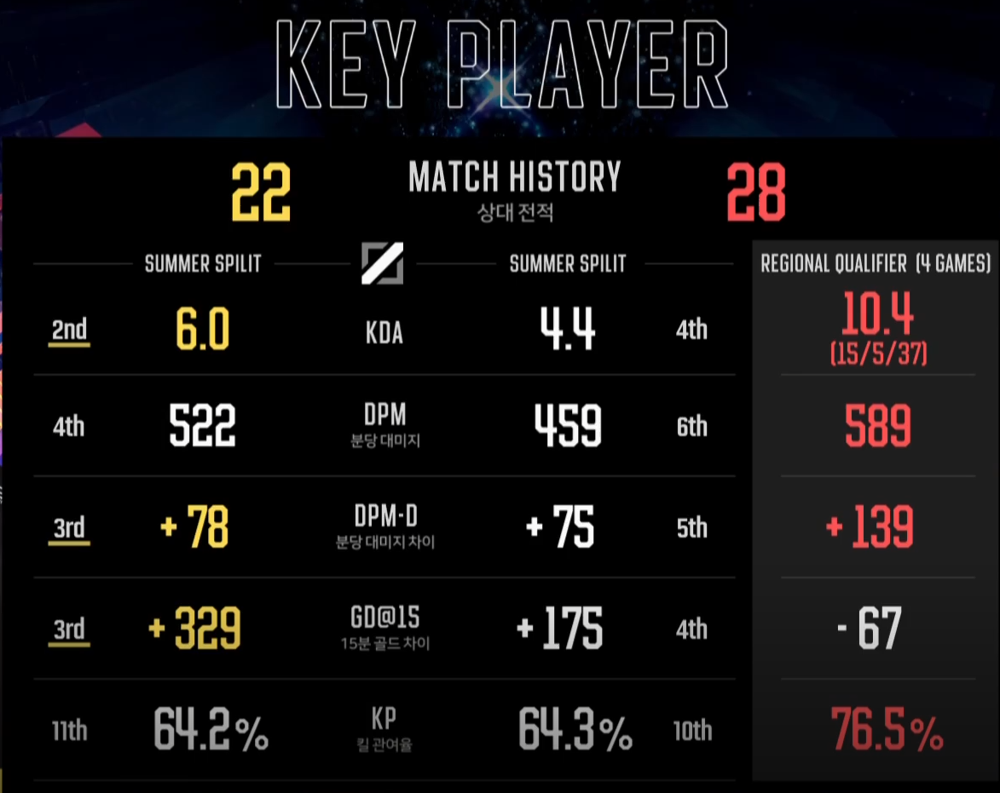 KEY PLAYER
22 MATCH HISTORY 28
상대 전적
SUMMER SPILIT SUMMER SPILIT REGIONAL QUALIFIER (4 GAMES)
2nd 6.0 KDA 4.4 4th 10.4
(15/5/37)
4th 522 DPM 459 6th 589
분당 대미지
3rd + 78 DPM-D + 75 5th + 139
분당 대미지 차이
3rd + 329 GD@15 + 175 4th - 67
15분 골드 차이
11th 64.2% KP 64.3% 10th 76.5%
킬 관여율